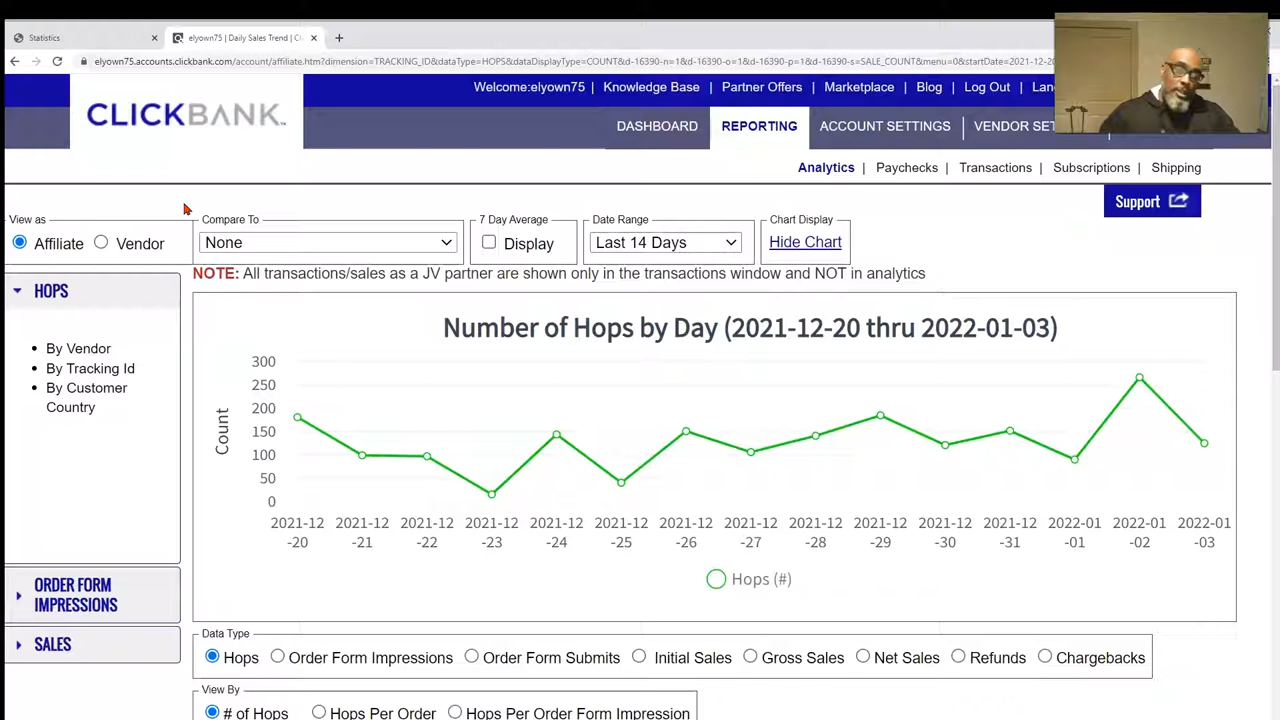 Statistics
elyown75 | Daily Sales Trend | Cl
elyown75.accounts.clickbank.com/account/affiliate.htm?dimension=TRACKING_ID&dataType=HOPS&dataDisplayType=COUNT&d-16390-n=1&d-16390-o=1&d-16390-p=1&d-16390-s=SALE_COUNT&menu=0&startDate=2021-12-20
Welcome:elyown75 | Knowledge Base | Partner Offers | Marketplace | Blog | Log Out | Lan
CLICKBANK™
DASHBOARD REPORTING ACCOUNT SETTINGS | VENDOR SET
Analytics | Paychecks | Transactions | Subscriptions | Shipping
Support
View as Compare To 7 Day Average Date Range Chart Display
Affiliate Vendor None Display Last 14 Days Hide Chart
NOTE: All transactions/sales as a JV partner are shown only in the transactions window and NOT in analytics
HOPS
By Vendor
By Tracking Id
By Customer
Country
ORDER FORM
IMPRESSIONS
SALES
Number of Hops by Day (2021-12-20 thru 2022-01-03)
Count
300
250
200
150
100
50
0
2021-12 2021-12 2021-12 2021-12 2021-12 2021-12 2021-12 2021-12 2021-12 2021-12 2021-12 2021-12 2022-01 2022-01 2022-01
-20 -21 -22 -23 -24 -25 -26 -27 -28 -29 -30 -31 -01 -02 -03
Hops (#)
Data Type
Hops Order Form Impressions Order Form Submits Initial Sales Gross Sales Net Sales Refunds Chargebacks
View By
# of Hops Hops Per Order Hops Per Order Form Impression